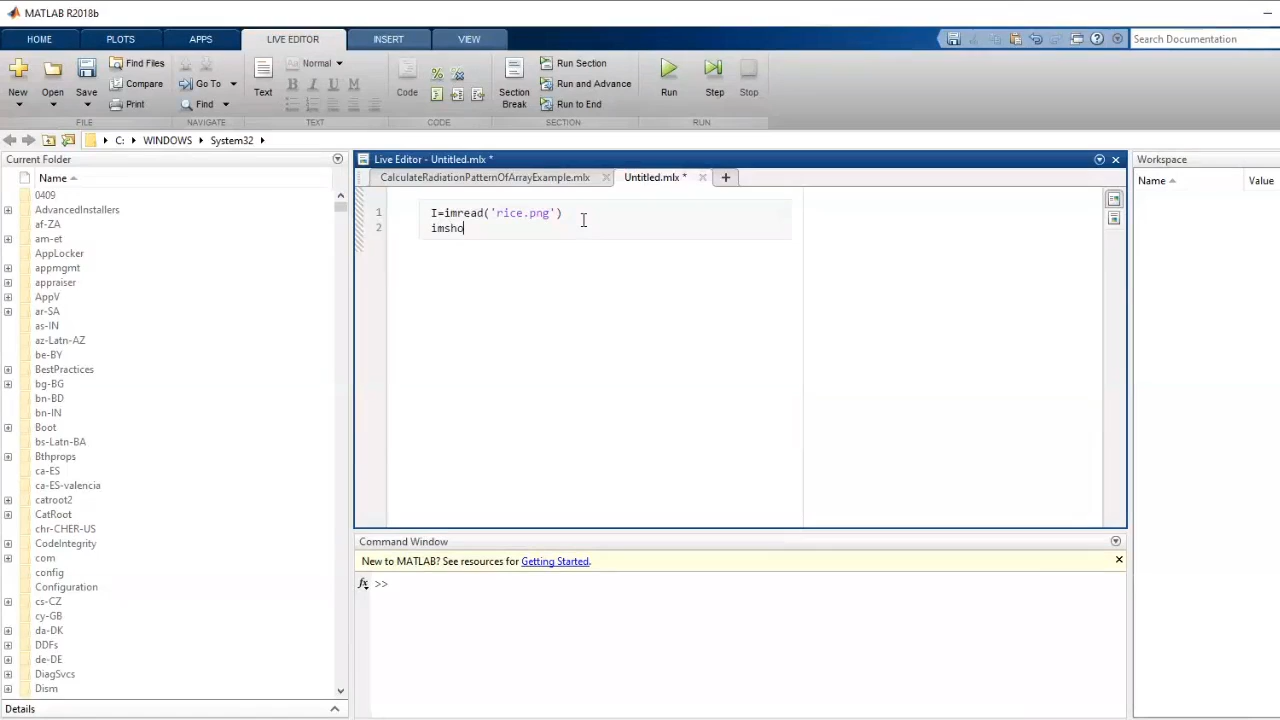 MATLAB R2018b
HOME PLOTS APPS LIVE EDITOR INSERT VIEW Search Documentation
New Open Save Find Files Compare Print
Go To Find
Text Normal B I U M
Code
Section Break Run Section Run and Advance Run to End
Run Step Stop
FILE NAVIGATE TEXT CODE SECTION RUN
C: WINDOWS System32
Current Folder
Name
0409
AdvancedInstallers
af-ZA
am-et
AppLocker
appmgmt
appraiser
AppV
ar-SA
as-IN
az-Latn-AZ
be-BY
BestPractices
bg-BG
bn-BD
bn-IN
Boot
bs-Latn-BA
Bthprops
ca-ES
ca-ES-valencia
catroot2
CatRoot
chr-CHER-US
CodeIntegrity
com
config
Configuration
cs-CZ
cy-GB
da-DK
DDFs
de-DE
DiagSvcs
Dism
Details
Live Editor - Untitled.mlx *
CalculateRadiationPatternOfArrayExample.mlx Untitled.mlx *
1 I=imread('rice.png')
2 imsho
Command Window
New to MATLAB? See resources for Getting Started.
fx >>
Workspace
Name Value